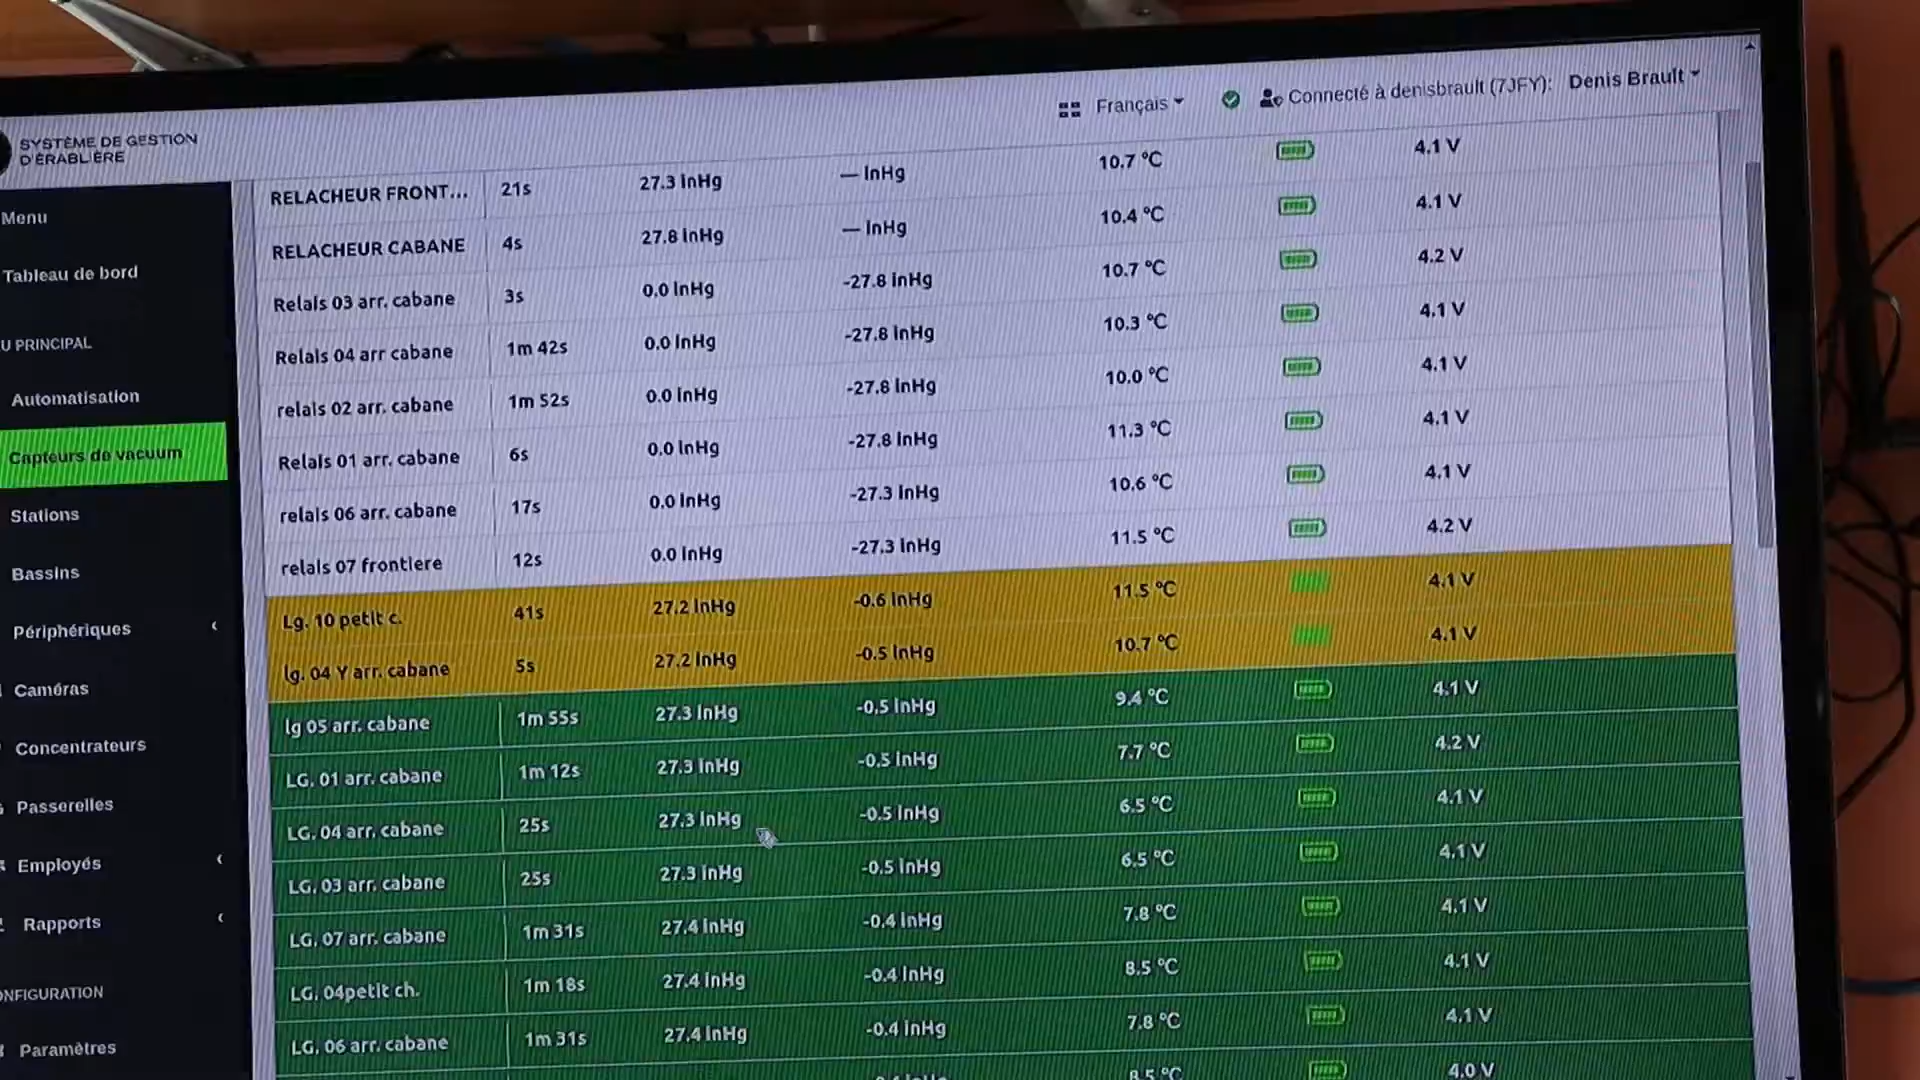 Français
Connecté à denisbrault (7JFY): Denis Brault
SYSTÈME DE GESTION
D'ÉRABLIÈRE
Menu
Tableau de bord
U PRINCIPAL
Automatisation
Capteurs de vacuum
Stations
Bassins
Périphériques
Caméras
Concentrateurs
Passerelles
Employés
Rapports
ONFIGURATION
Paramètres
RELACHEUR FRONT... 21s 27.3 InHg — InHg 10.7 °C 4.1 V
RELACHEUR CABANE 4s 27.8 InHg — InHg 10.4 °C 4.1 V
Relais 03 arr. cabane 3s 0.0 InHg -27.8 InHg 10.7 °C 4.2 V
Relais 04 arr cabane 1m 42s 0.0 InHg -27.8 InHg 10.3 °C 4.1 V
relais 02 arr. cabane 1m 52s 0.0 InHg -27.8 InHg 10.0 °C 4.1 V
Relais 01 arr. cabane 6s 0.0 InHg -27.8 InHg 11.3 °C 4.1 V
relais 06 arr. cabane 17s 0.0 InHg -27.3 InHg 10.6 °C 4.1 V
relais 07 frontiere 12s 0.0 InHg -27.3 InHg 11.5 °C 4.2 V
Lg. 10 petit c. 41s 27.2 InHg -0.6 InHg 11.5 °C 4.1 V
lg. 04 Y arr. cabane 5s 27.2 InHg -0.5 InHg 10.7 °C 4.1 V
lg 05 arr. cabane 1m 55s 27.3 InHg -0.5 InHg 9.4 °C 4.1 V
LG. 01 arr. cabane 1m 12s 27.3 InHg -0.5 InHg 7.7 °C 4.2 V
LG. 04 arr. cabane 25s 27.3 InHg -0.5 InHg 6.5 °C 4.1 V
LG. 03 arr. cabane 25s 27.3 InHg -0.5 InHg 6.5 °C 4.1 V
LG. 07 arr. cabane 1m 31s 27.4 InHg -0.4 InHg 7.8 °C 4.1 V
LG. 04petit ch. 1m 18s 27.4 InHg -0.4 InHg 8.5 °C 4.1 V
LG. 06 arr. cabane 1m 31s 27.4 InHg -0.4 InHg 7.8 °C 4.1 V
8.5 °C 4.0 V